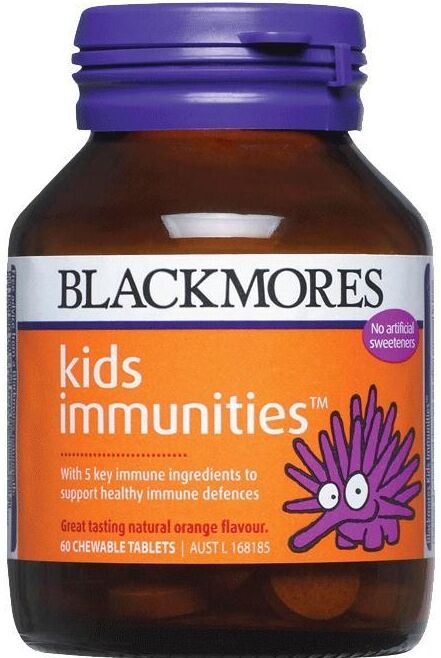 BLACKMORES
No artificial
sweeteners
kids
immunities™
With 5 key immune ingredients to
support healthy immune defences
Great tasting natural orange flavour.
60 CHEWABLE TABLETS | AUST L 168185